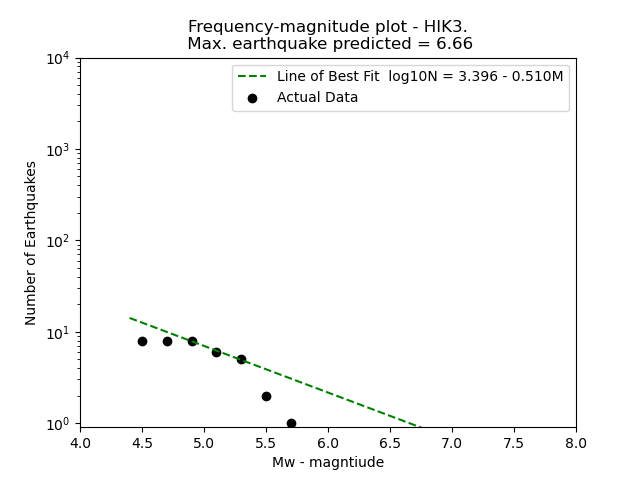 Frequency-magnitude plot - HIK3.
Max. earthquake predicted = 6.66
Line of Best Fit  log10N = 3.396 - 0.510M
Actual Data
Number of Earthquakes
10^4
10^3
10^2
10^1
10^0
4.0 4.5 5.0 5.5 6.0 6.5 7.0 7.5 8.0
Mw - magntiude